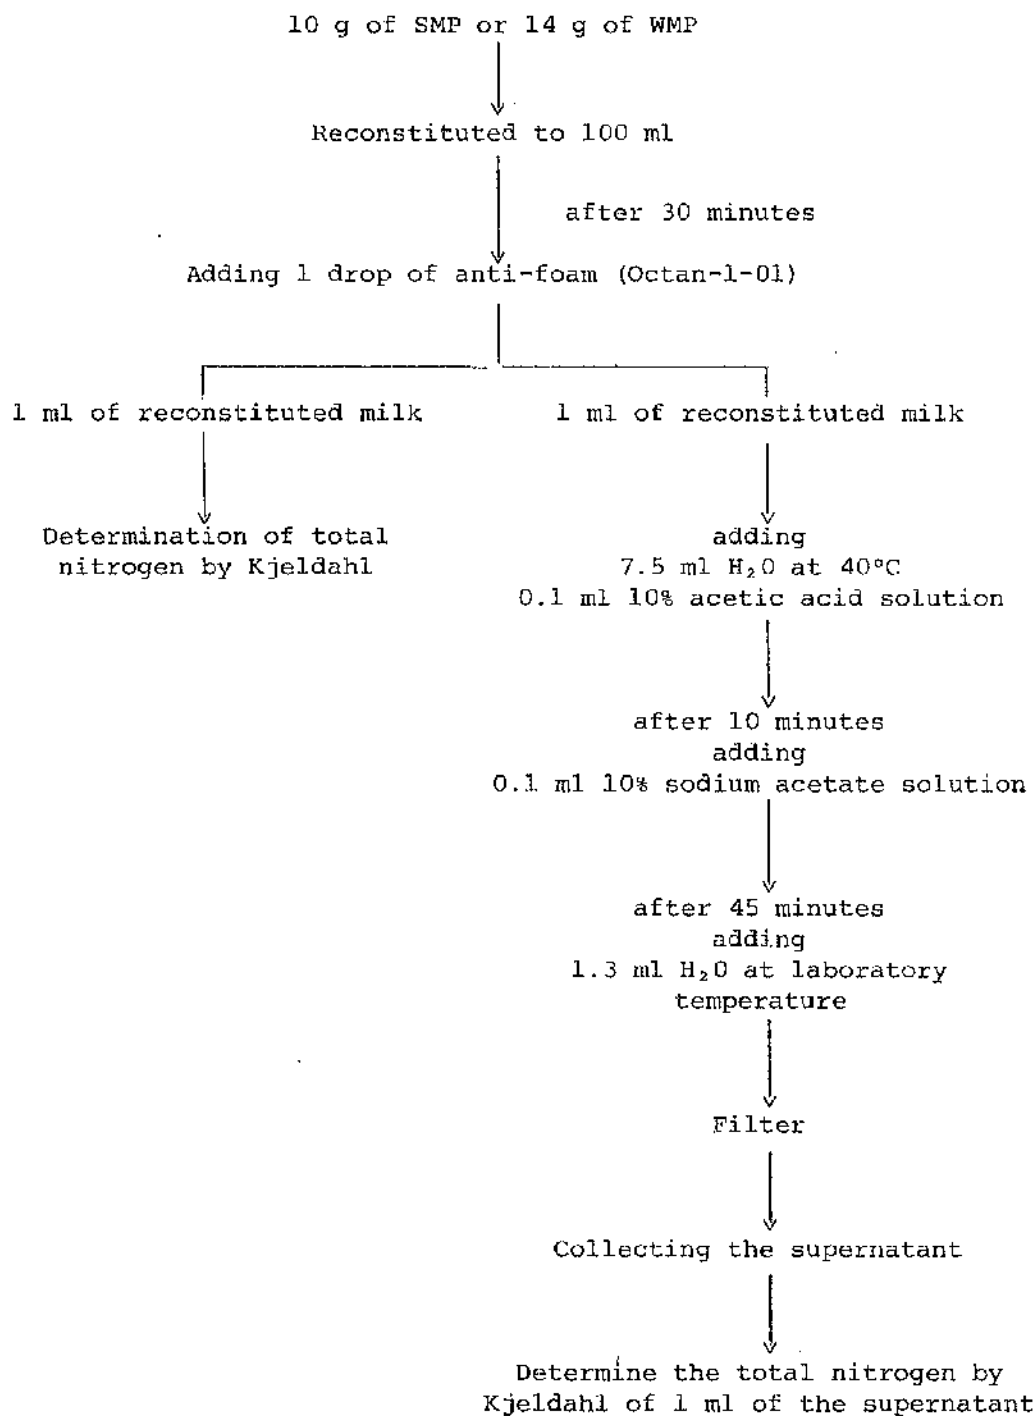 10 g of SMP or 14 g of WMP
Reconstituted to 100 ml
after 30 minutes
Adding 1 drop of anti-foam (Octan-1-01)
1 ml of reconstituted milk
Determination of total
nitrogen by Kjeldahl
1 ml of reconstituted milk
adding
7.5 ml H₂O at 40°C
0.1 ml 10% acetic acid solution
after 10 minutes
adding
0.1 ml 10% sodium acetate solution
after 45 minutes
adding
1.3 ml H₂O at laboratory
temperature
Filter
Collecting the supernatant
Determine the total nitrogen by
Kjeldahl of 1 ml of the supernatant